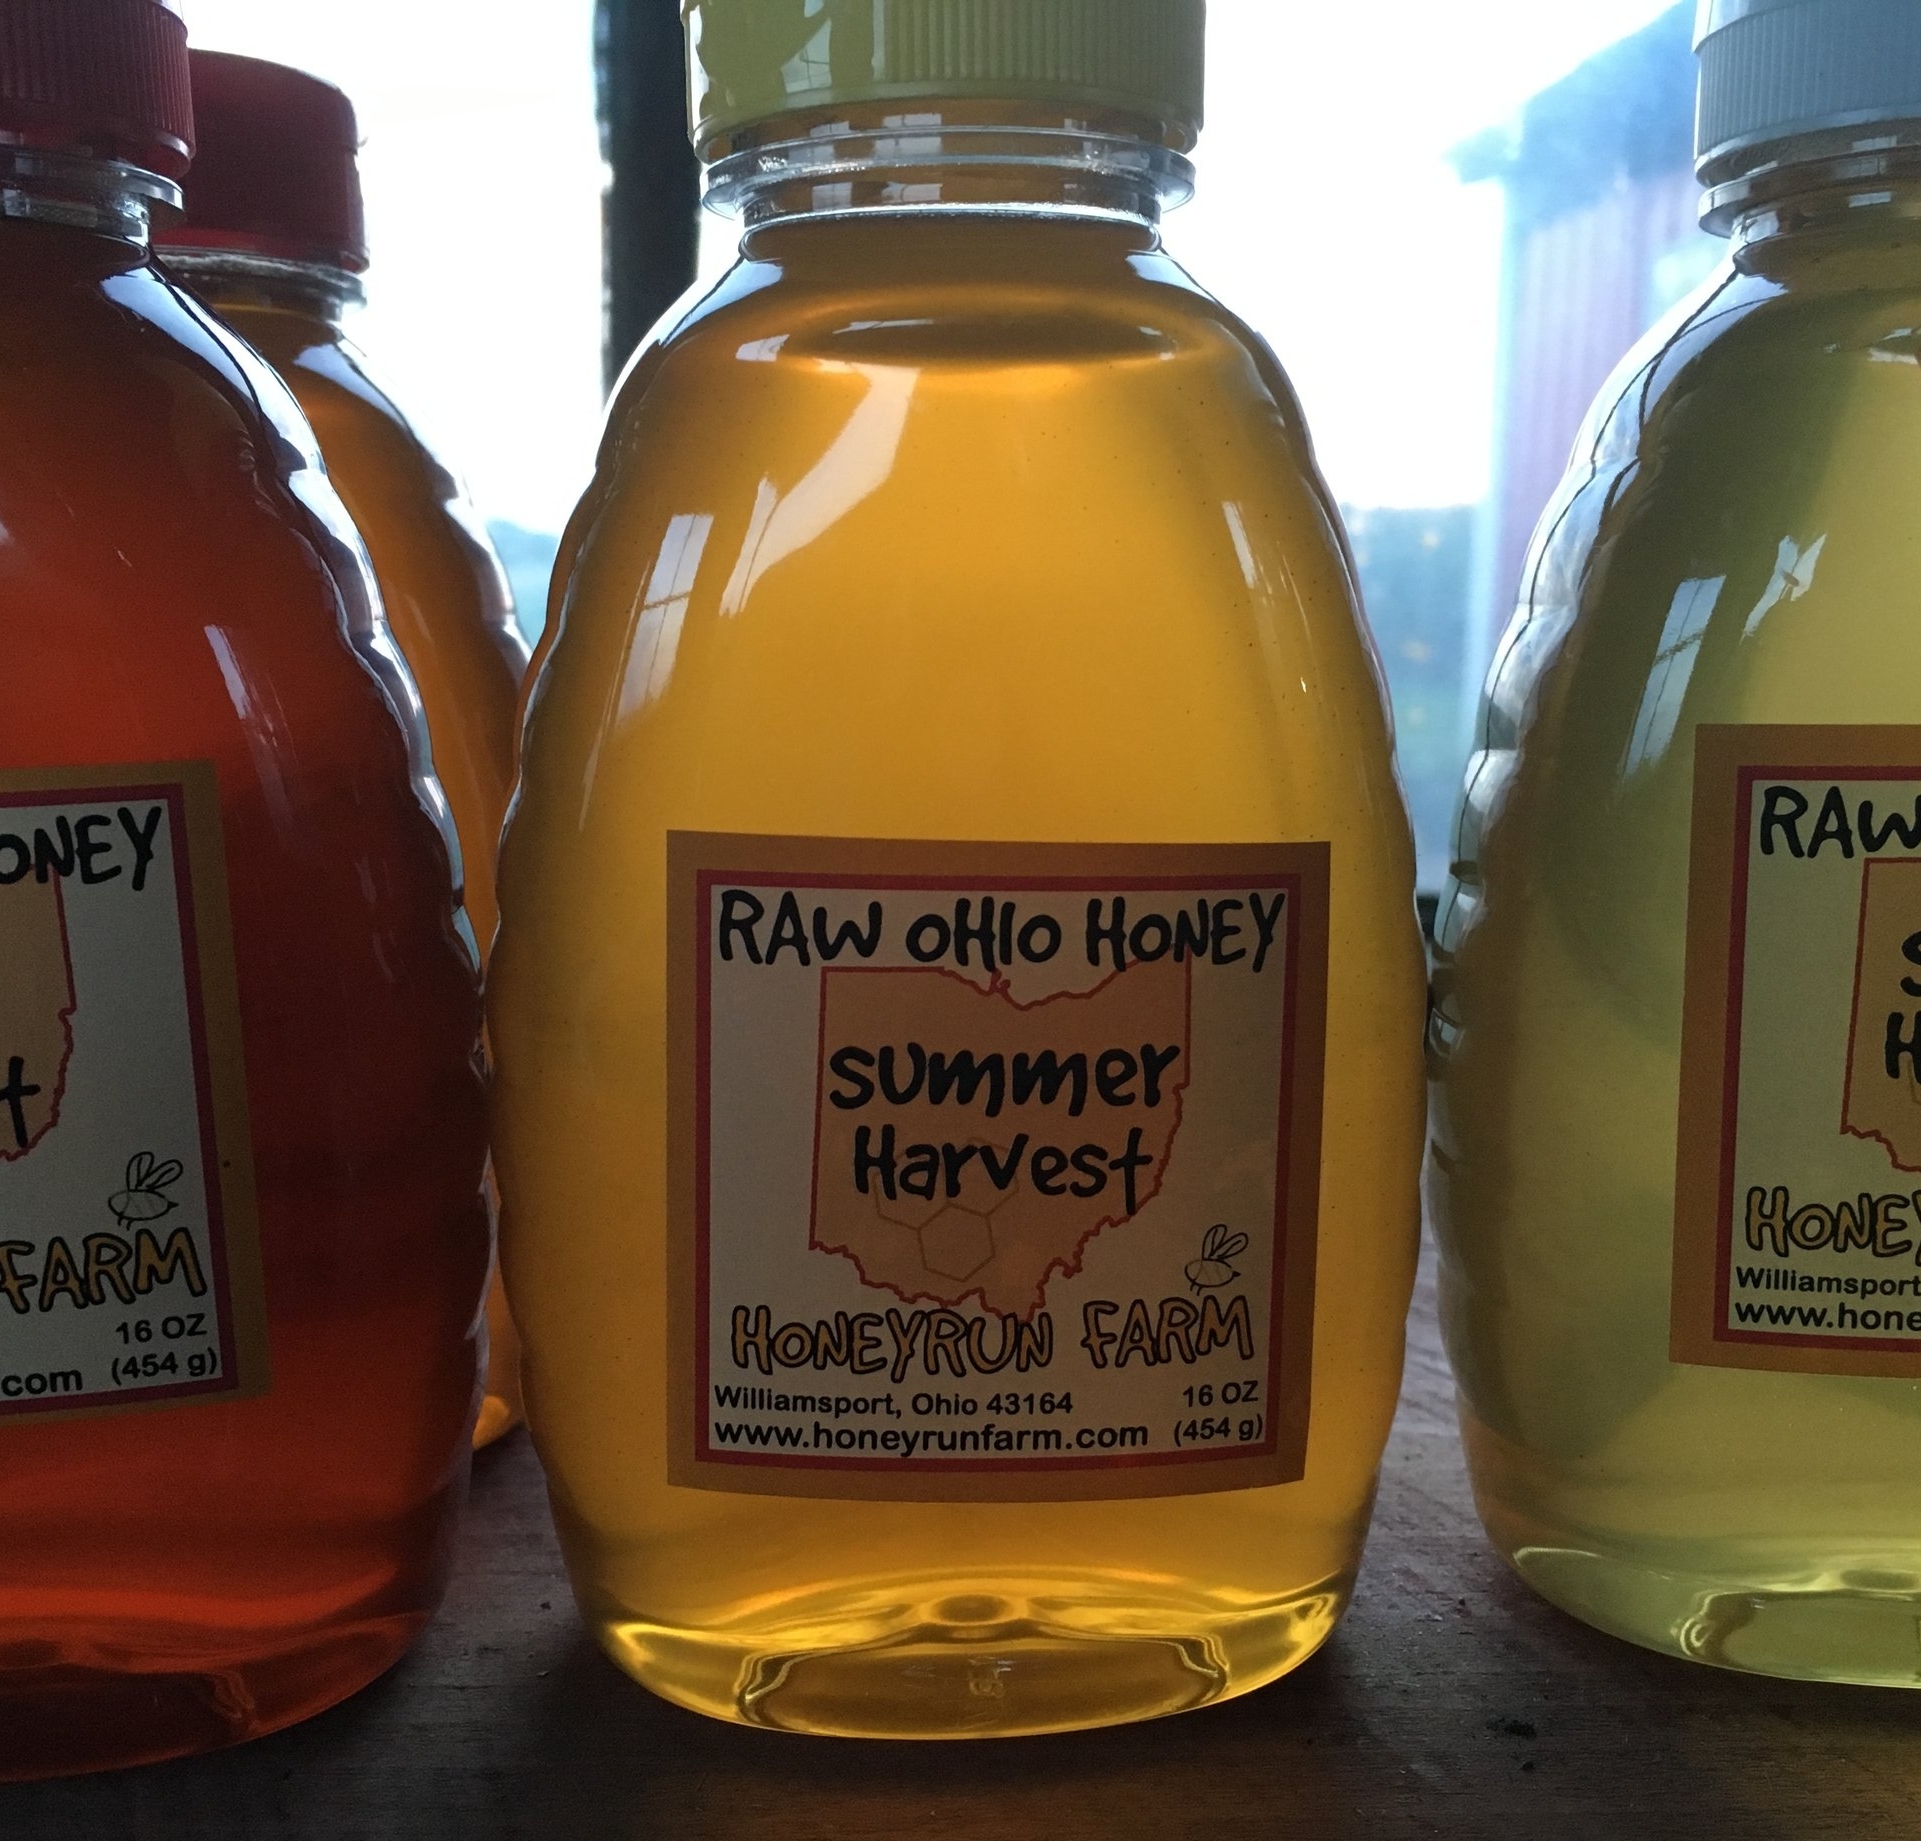 ONEY
t
FARM
16 OZ
com (454 g)
RAW OHIO HONEY
summer
Harvest
HONEYRUN FARM
Williamsport, Ohio 43164 16 OZ
www.honeyrunfarm.com (454 g)
RAW
S
H
HONEY
Williamsport
www.hone